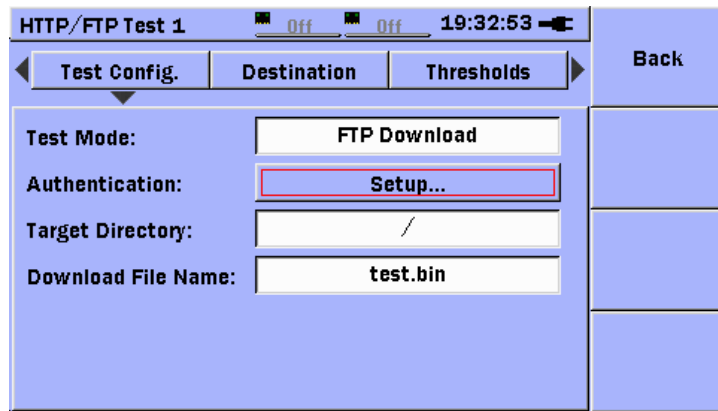 HTTP/FTP Test 1 Off Off 19:32:53
Back
Test Config. Destination Thresholds
Test Mode: FTP Download
Authentication: Setup...
Target Directory: /
Download File Name: test.bin